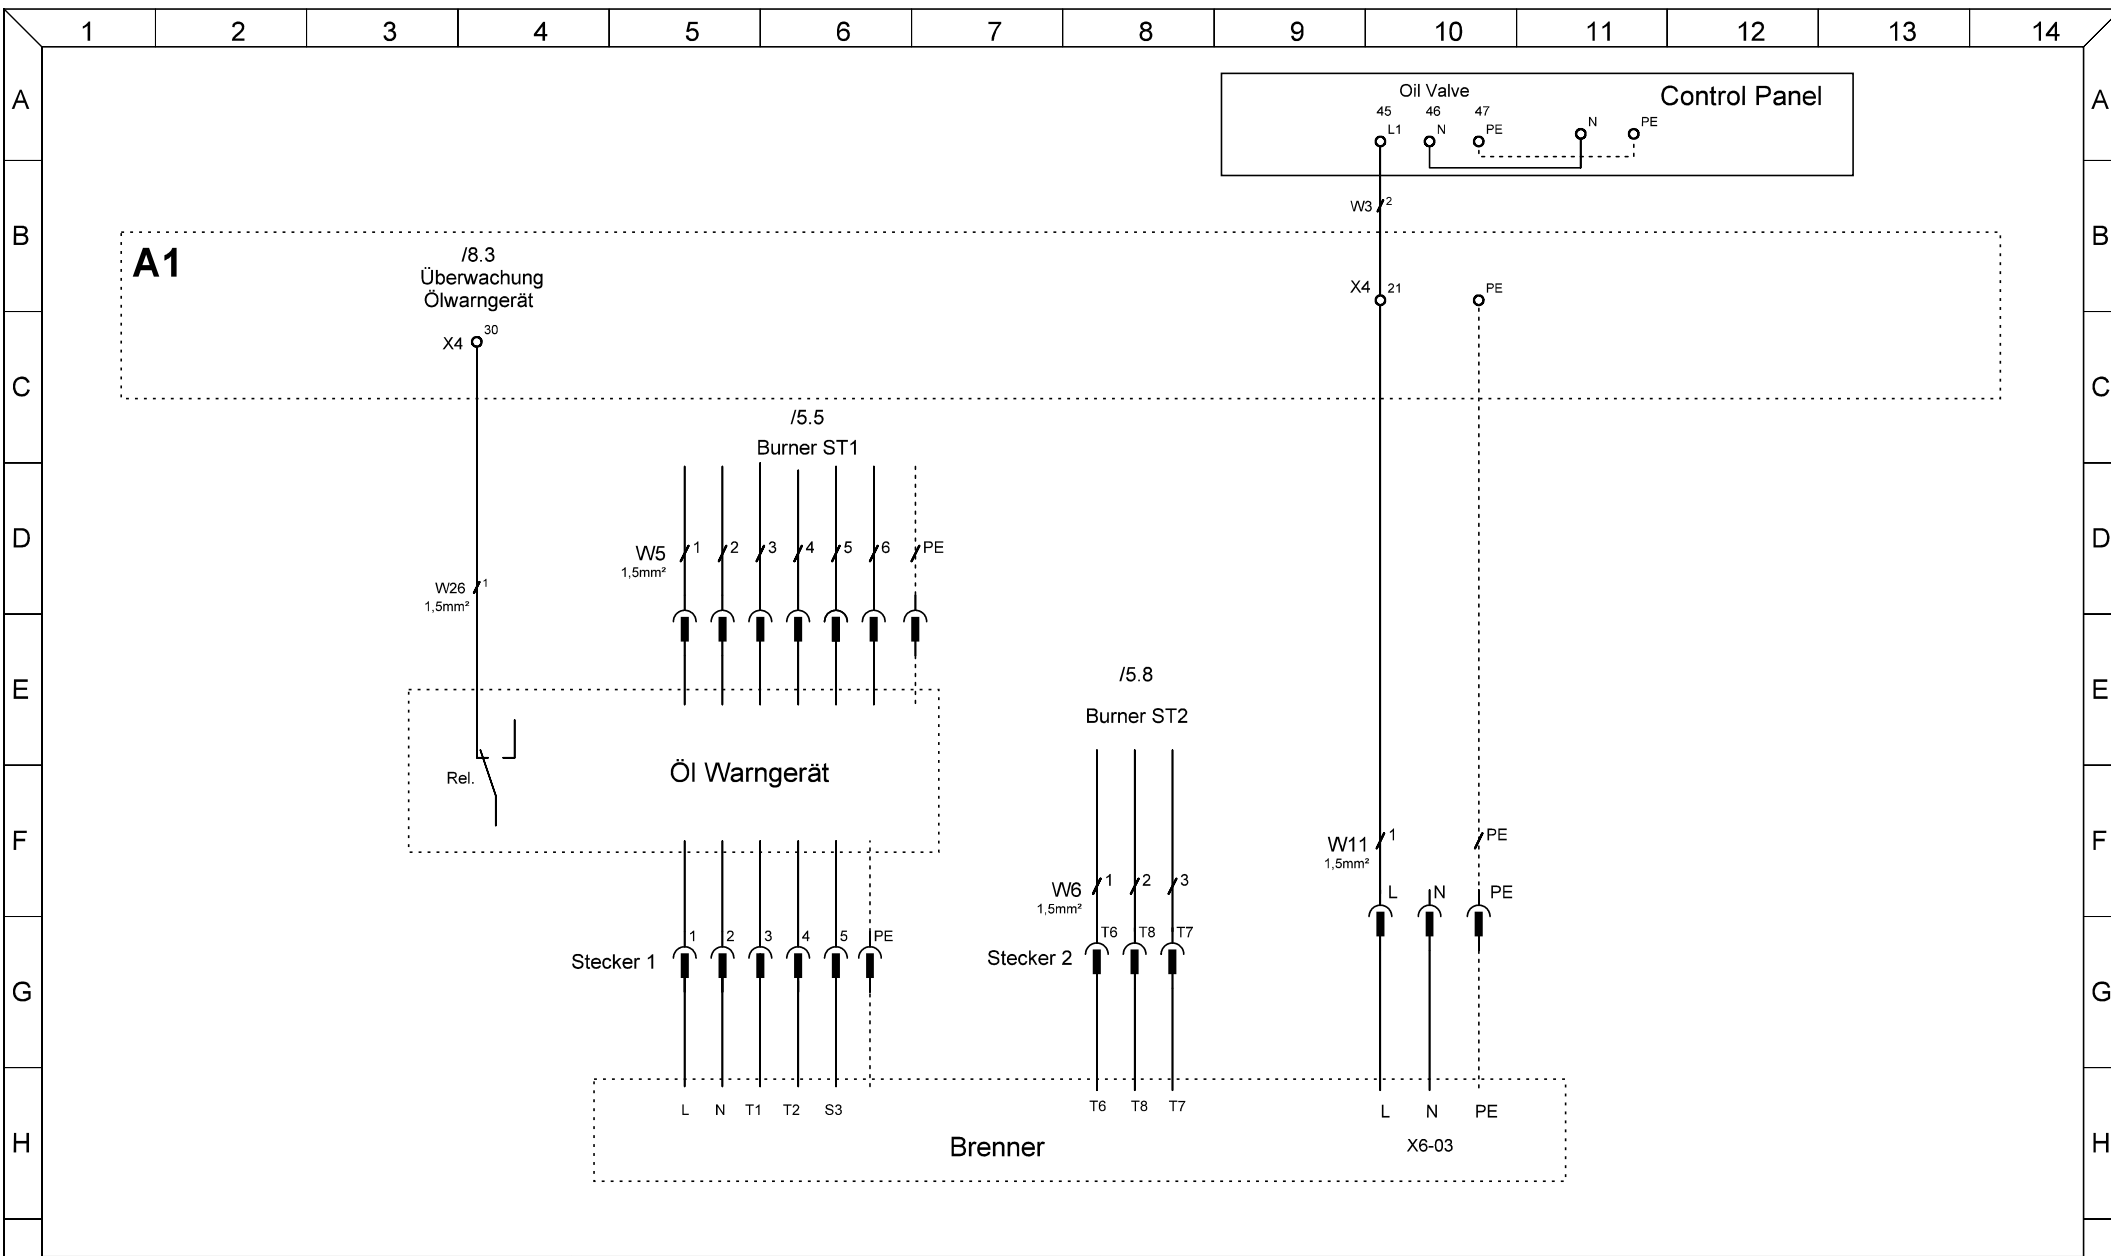 1 2 3 4 5 6 7 8 9 10 11 12 13 14
A A
Oil Valve Control Panel
45 46 47
L1 N PE N PE
W3 2
B B
A1
/8.3
Überwachung
Ölwarngerät
X4 21 PE
X4 30
C C
/5.5
Burner ST1
D D
W5 1 2 3 4 5 6 PE
1,5mm²
W26 1
1,5mm²
E E
/5.8
Burner ST2
Öl Warngerät
Rel.
F F
W11 1 PE
1,5mm²
W6 1 2 3
1,5mm²
L N PE
1 2 3 4 5 PE
T6 T8 T7
Stecker 1
Stecker 2
G G
L N T1 T2 S3
T6 T8 T7
L N PE
H H
Brenner
X6-03